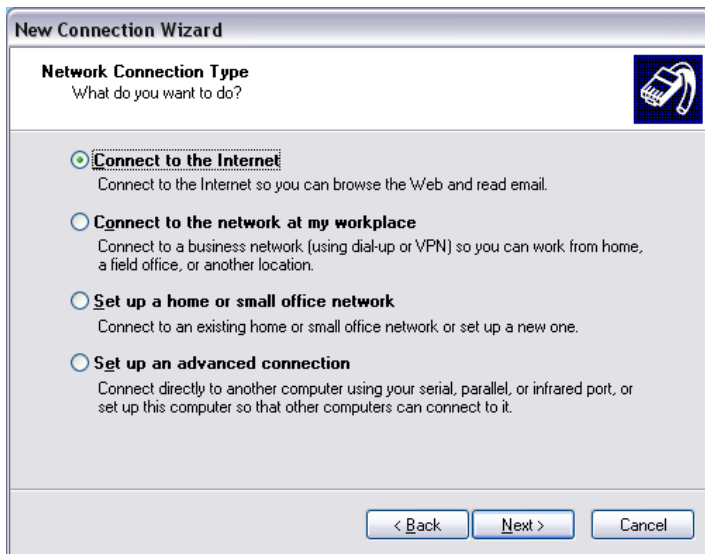 New Connection Wizard
Network Connection Type
What do you want to do?
Connect to the Internet
Connect to the Internet so you can browse the Web and read email.
Connect to the network at my workplace
Connect to a business network (using dial-up or VPN) so you can work from home,
a field office, or another location.
Set up a home or small office network
Connect to an existing home or small office network or set up a new one.
Set up an advanced connection
Connect directly to another computer using your serial, parallel, or infrared port, or
set up this computer so that other computers can connect to it.
< Back Next > Cancel